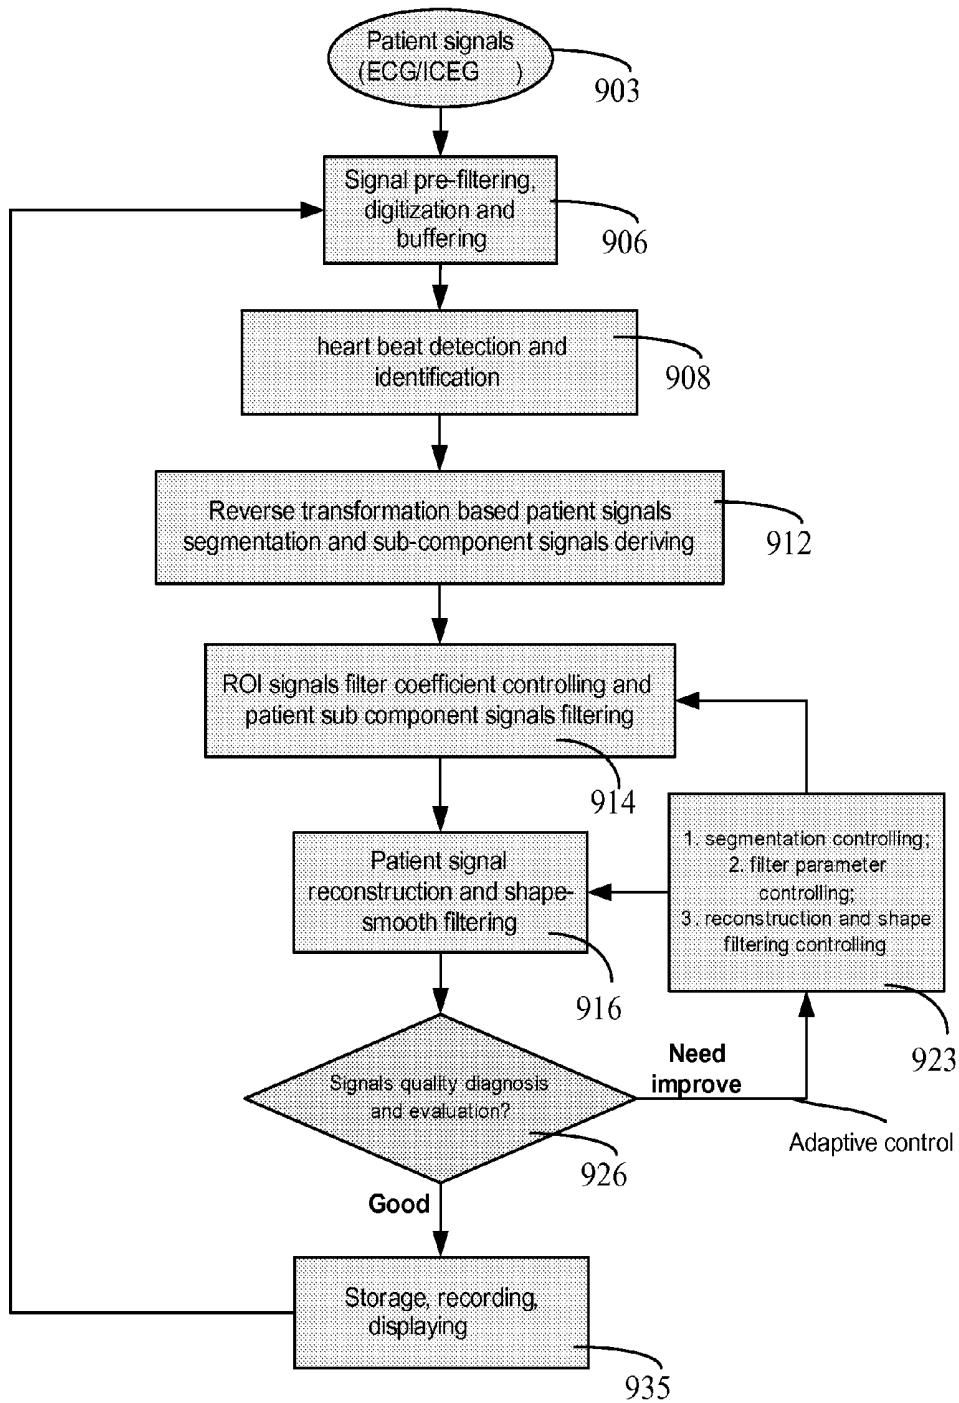 Patient signals
(ECG/ICEG )
903
Signal pre-filtering,
digitization and
buffering
906
heart beat detection and
identification
908
Reverse transformation based patient signals
segmentation and sub-component signals deriving
912
ROI signals filter coefficient controlling and
patient sub component signals filtering
914
Patient signal
reconstruction and shape-
smooth filtering
916
1. segmentation controlling;
2. filter parameter
controlling;
3. reconstruction and shape
filtering controlling
923
Signals quality diagnosis
and evaluation?
926
Need
improve
Adaptive control
Good
Storage, recording,
displaying
935